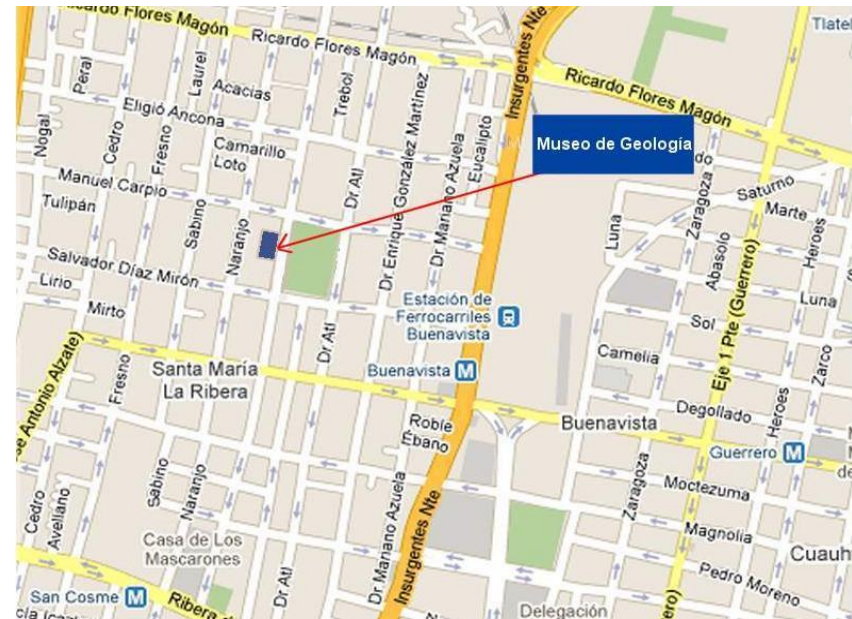 Flores Magón
Ricardo Flores Magón
Insurgentes Nte
Tlatel
Ricardo Flores Magón
Peral
Laurel
Acacias
Trebol
Dr. Enrique González Martínez
Eucalipto
Eligio Ancona
Nogal
Cedro
Fresno
Camarillo
Loto
Dr. Mariano Azuela
Museo de Geología
Manuel Carpio
Dr Atl
Tulipán
Sabino
Naranjo
Luna
Zaragoza
Saturno
Marte
Abasolo
Heroes
Salvador Díaz Mirón
Lirio
Mirto
Estación de
Ferrocarriles
Buenavista
Luna
Sol
Eje 1 Pte (Guerrero)
Dr Atl
Santa María
La Ribera
Buenavista
M
Camelia
Zarco
Fresno
Antonio Alzate)
Roble
Ébano
Buenavista
Degollado
Heroes
Guerrero
M
Sabino
Naranjo
Zaragoza
Moctezuma
Cedro
Avellano
Dr. Mariano Azuela
Insurgentes Nte
Magnolia
Casa de Los
Mascarones
Cuauh
Pedro Moreno
Dr Atl
San Cosme
M
Ribera
Delegación